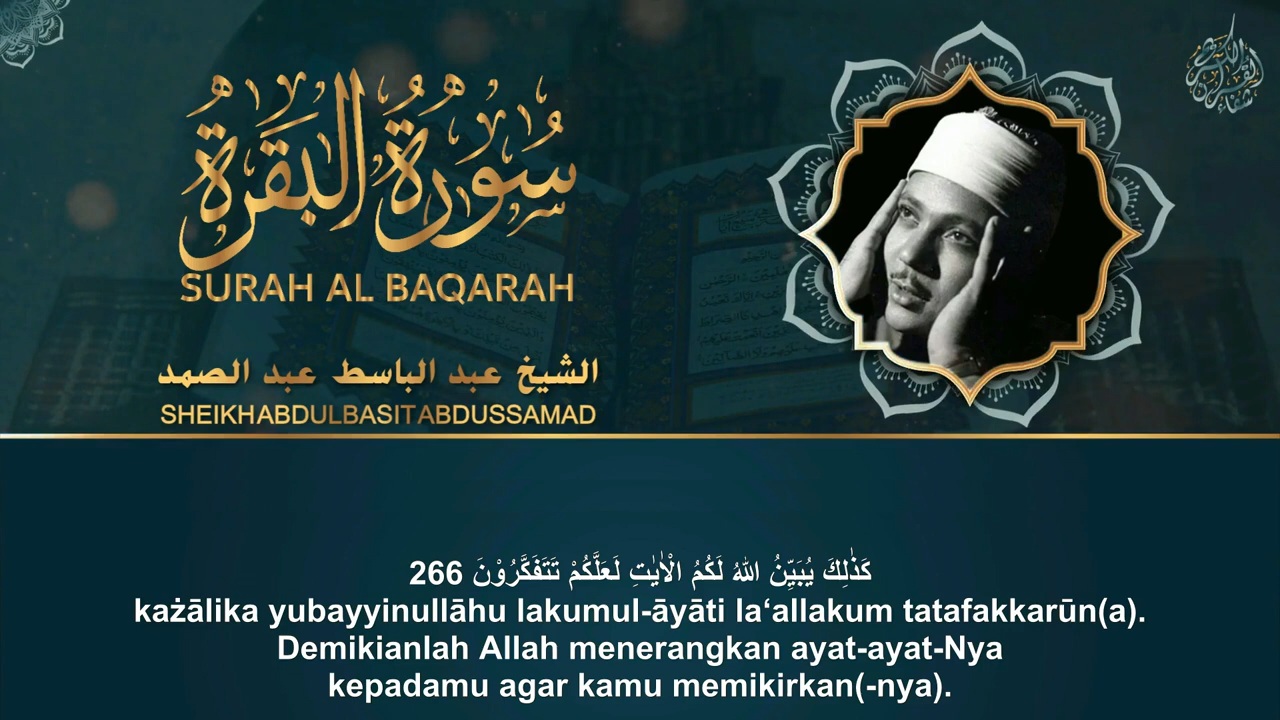 سُورَةُ البَقَرَة
SURAH AL BAQARAH
الشيخ عبد الباسط عبد الصمد
SHEIKHABDULBASITABDUSSAMAD
كَذٰلِكَ يُبَيِّنُ اللهُ لَكُمُ الْاٰيٰتِ لَعَلَّكُمْ تَتَفَكَّرُوْنَ 266
każālika yubayyinullāhu lakumul-āyāti la‘allakum tatafakkarūn(a).
Demikianlah Allah menerangkan ayat-ayat-Nya
kepadamu agar kamu memikirkan(-nya).